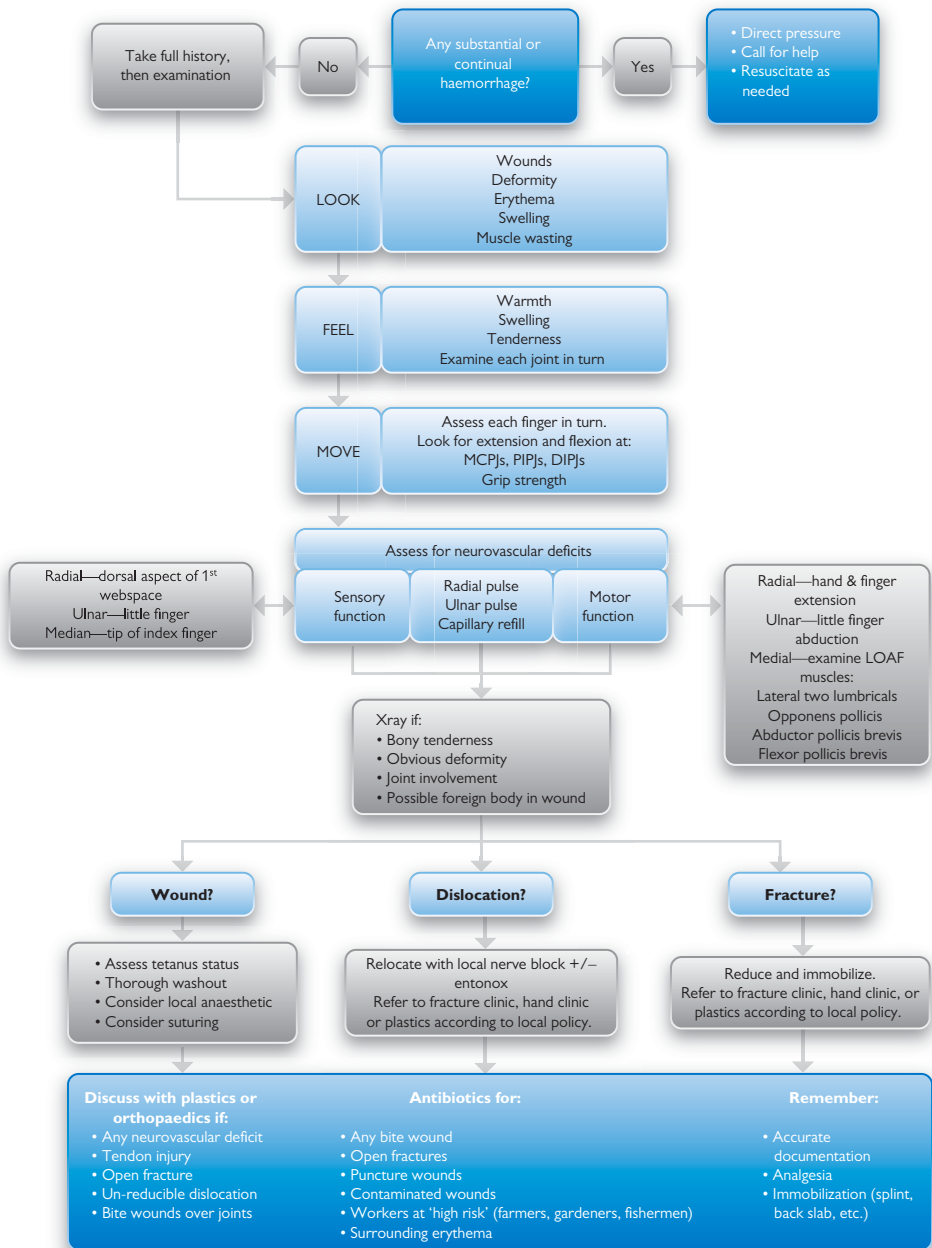 Take full history,
then examination
No
Any substantial or
continual
haemorrhage?
Yes
• Direct pressure
• Call for help
• Resuscitate as
needed
LOOK
Wounds
Deformity
Erythema
Swelling
Muscle wasting
FEEL
Warmth
Swelling
Tenderness
Examine each joint in turn
MOVE
Assess each finger in turn.
Look for extension and flexion at:
MCPJs, PIPJs, DIPJs
Grip strength
Assess for neurovascular deficits
Radial—dorsal aspect of 1st
webspace
Ulnar—little finger
Median—tip of index finger
Sensory
function
Radial pulse
Ulnar pulse
Capillary refill
Motor
function
Radial—hand & finger
extension
Ulnar—little finger
abduction
Medial—examine LOAF
muscles:
Lateral two lumbricals
Opponens pollicis
Abductor pollicis brevis
Flexor pollicis brevis
Xray if:
• Bony tenderness
• Obvious deformity
• Joint involvement
• Possible foreign body in wound
Wound?
• Assess tetanus status
• Thorough washout
• Consider local anaesthetic
• Consider suturing
Dislocation?
Relocate with local nerve block +/–
entonox
Refer to fracture clinic, hand clinic
or plastics according to local policy.
Fracture?
Reduce and immobilize.
Refer to fracture clinic, hand clinic, or
plastics according to local policy.
Discuss with plastics or
orthopaedics if:
• Any neurovascular deficit
• Tendon injury
• Open fracture
• Un-reducible dislocation
• Bite wounds over joints
Antibiotics for:
• Any bite wound
• Open fractures
• Puncture wounds
• Contaminated wounds
• Workers at ‘high risk’ (farmers, gardeners, fishermen)
• Surrounding erythema
Remember:
• Accurate
documentation
• Analgesia
• Immobilization (splint,
back slab, etc.)